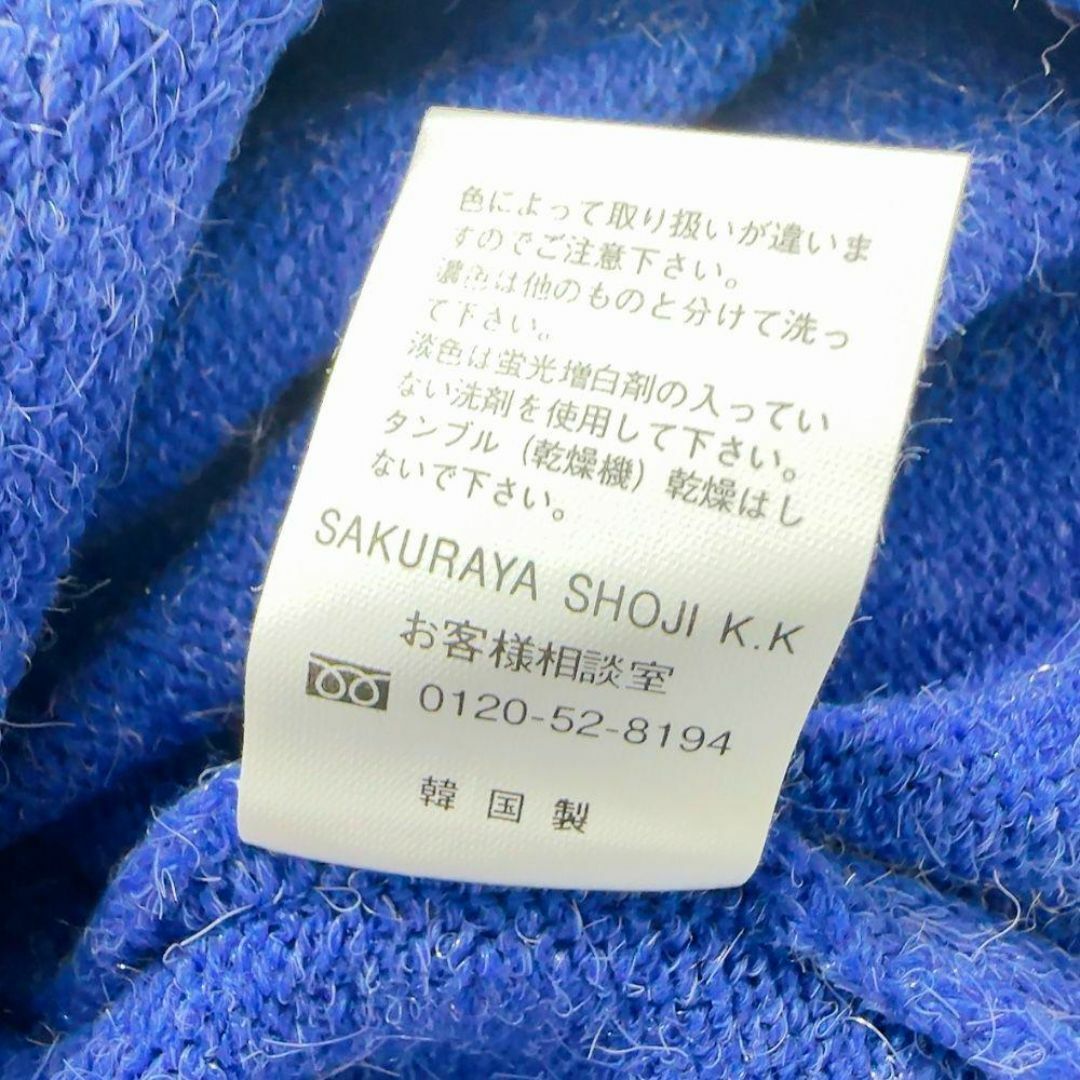 色によって取り扱いが違いま
すのでご注意下さい。
濃色は他のものと分けて洗っ
て下さい。
淡色は蛍光増白剤の入ってい
ない洗剤を使用して下さい。
タンブル（乾燥機）乾燥はし
ないで下さい。
SAKURAYA SHOJI K.K
お客様相談室
0120-52-8194
韓国製